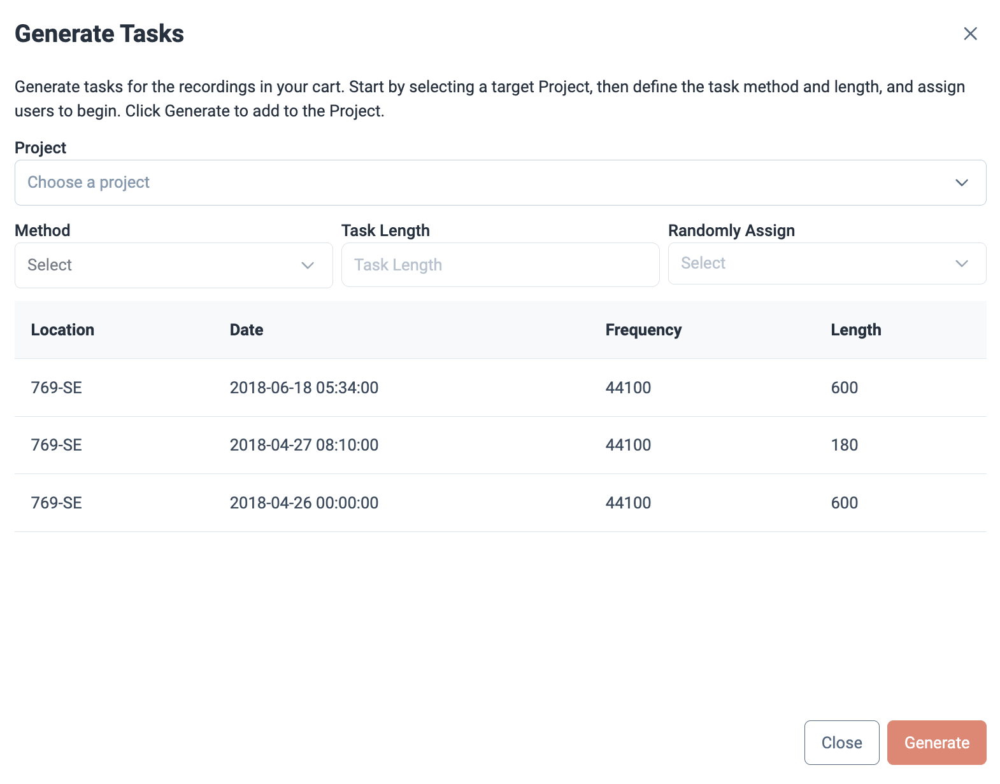 Generate Tasks
Generate tasks for the recordings in your cart. Start by selecting a target Project, then define the task method and length, and assign
users to begin. Click Generate to add to the Project.
Project
Choose a project
Method Task Length Randomly Assign
Select Task Length Select
Location Date Frequency Length
769-SE 2018-06-18 05:34:00 44100 600
769-SE 2018-04-27 08:10:00 44100 180
769-SE 2018-04-26 00:00:00 44100 600
Close Generate